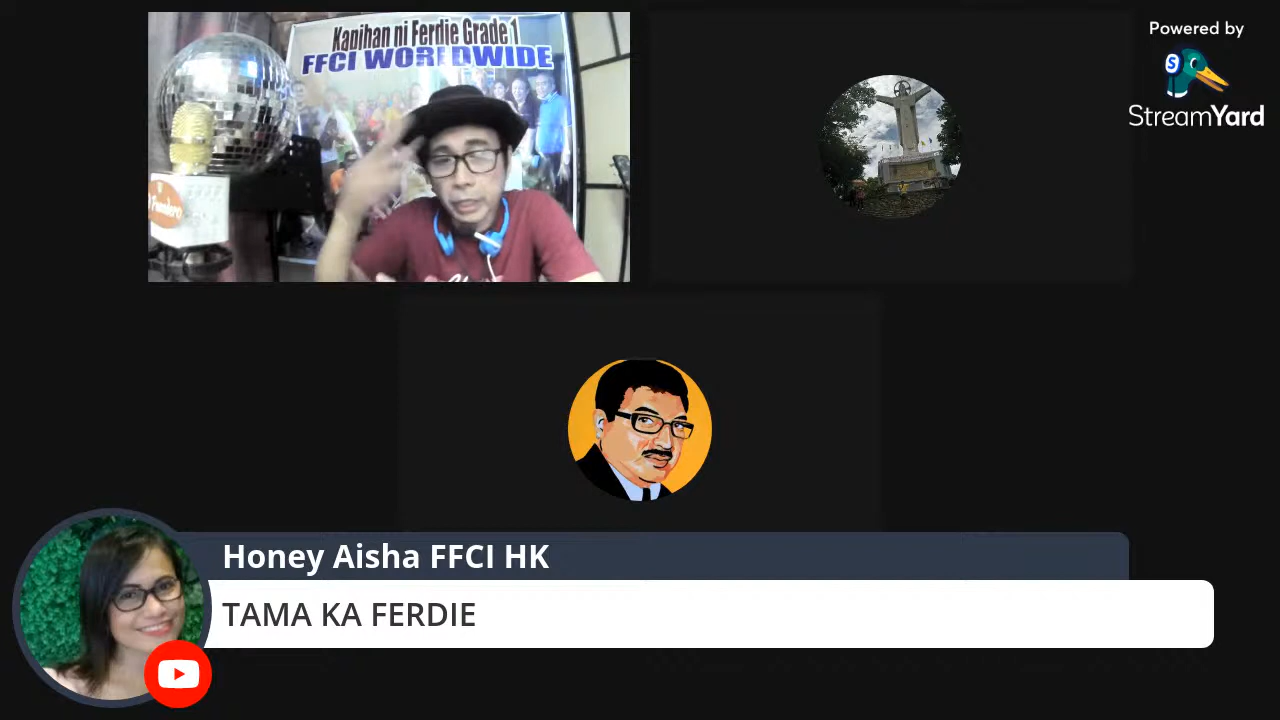 Kapihan ni Ferdie Grade 1
FFCI WORLDWIDE
Powered by
StreamYard
Honey Aisha FFCI HK
TAMA KA FERDIE